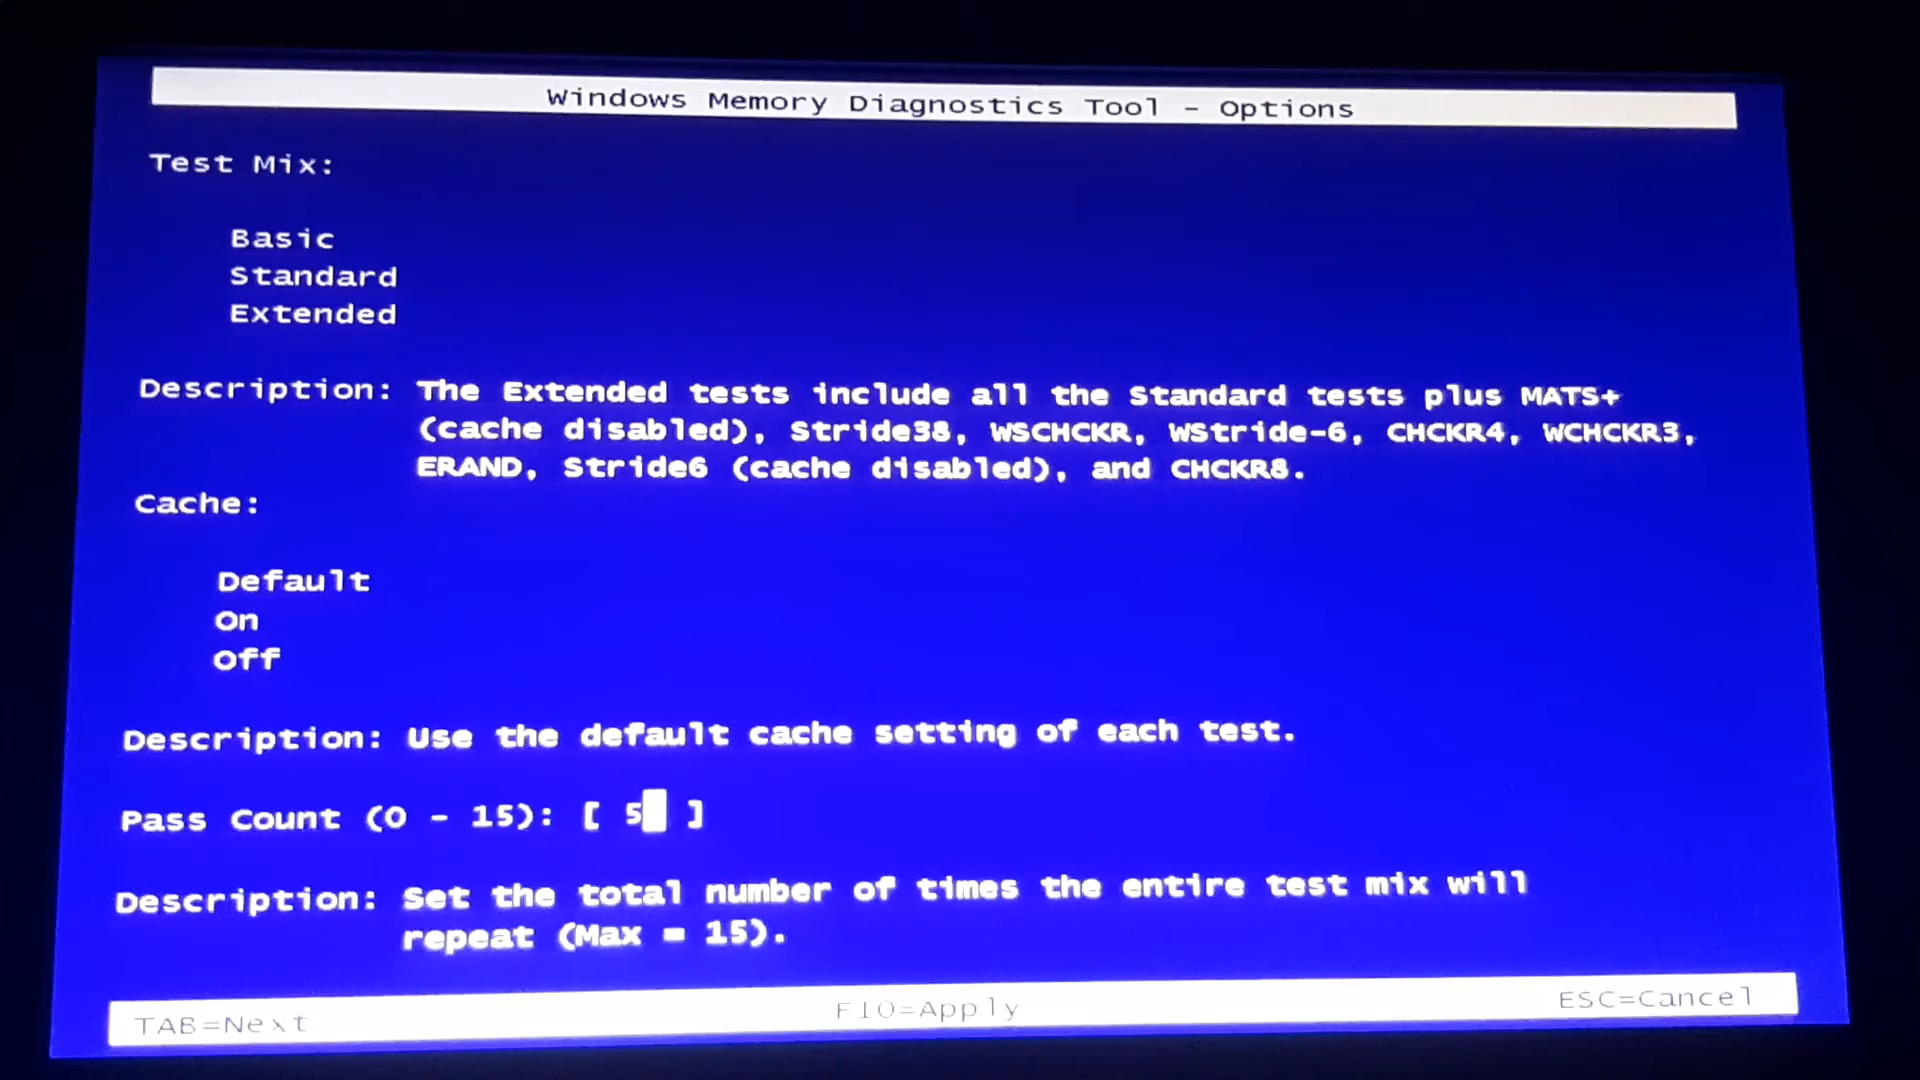 Windows Memory Diagnostics Tool - Options
Test Mix:
Basic
Standard
Extended
Description: The Extended tests include all the Standard tests plus MATS+
(cache disabled), Stride38, WSCHCKR, WStride-6, CHCKR4, WCHCKR3,
ERAND, Stride6 (cache disabled), and CHCKR8.
Cache:
Default
On
Off
Description: Use the default cache setting of each test.
Pass Count (0 - 15): [ 5 ]
Description: Set the total number of times the entire test mix will
repeat (Max = 15).
TAB=Next F10=Apply ESC=Cancel